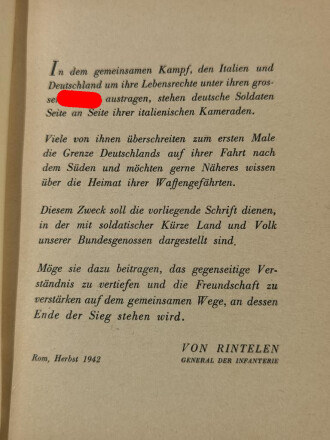 In dem gemeinsamen Kampf, den Italien und
Deutschland um ihre Lebensrechte unter ihren gros-
sen austragen, stehen deutsche Soldaten
Seite an Seite ihrer italienischen Kameraden.
Viele von ihnen überschreiten zum ersten Male
die Grenze Deutschlands auf ihrer Fahrt nach
dem Süden und möchten gerne Näheres wissen
über die Heimat ihrer Waffengefährten.
Diesem Zweck soll die vorliegende Schrift dienen,
in der mit soldatischer Kürze Land und Volk
unserer Bundesgenossen dargestellt sind.
Möge sie dazu beitragen, das gegenseitige Ver-
ständnis zu vertiefen und die Freundschaft zu
verstärken auf dem gemeinsamen Wege, an dessen
Ende der Sieg stehen wird.
VON RINTELEN
Rom, Herbst 1942 GENERAL DER INFANTERIE